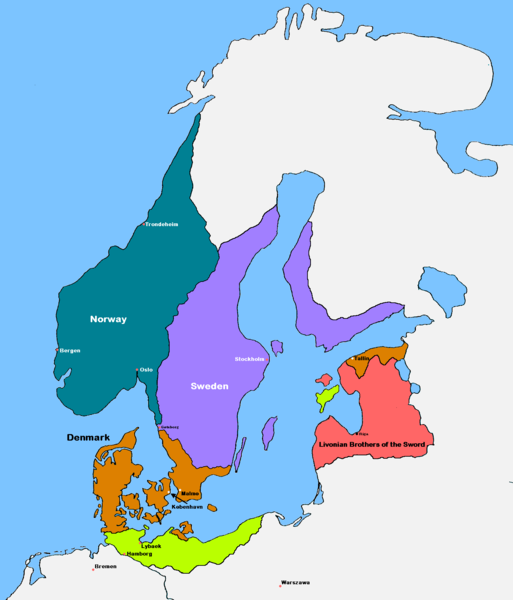 Trondeheim
Norway
Bergen
Oslo
Stockholm
Tallin
Sweden
Denmark
Riga
Livonian Brothers of the Sword
Malmø
København
Lybæk
Hamborg
Bremen
Warszawa